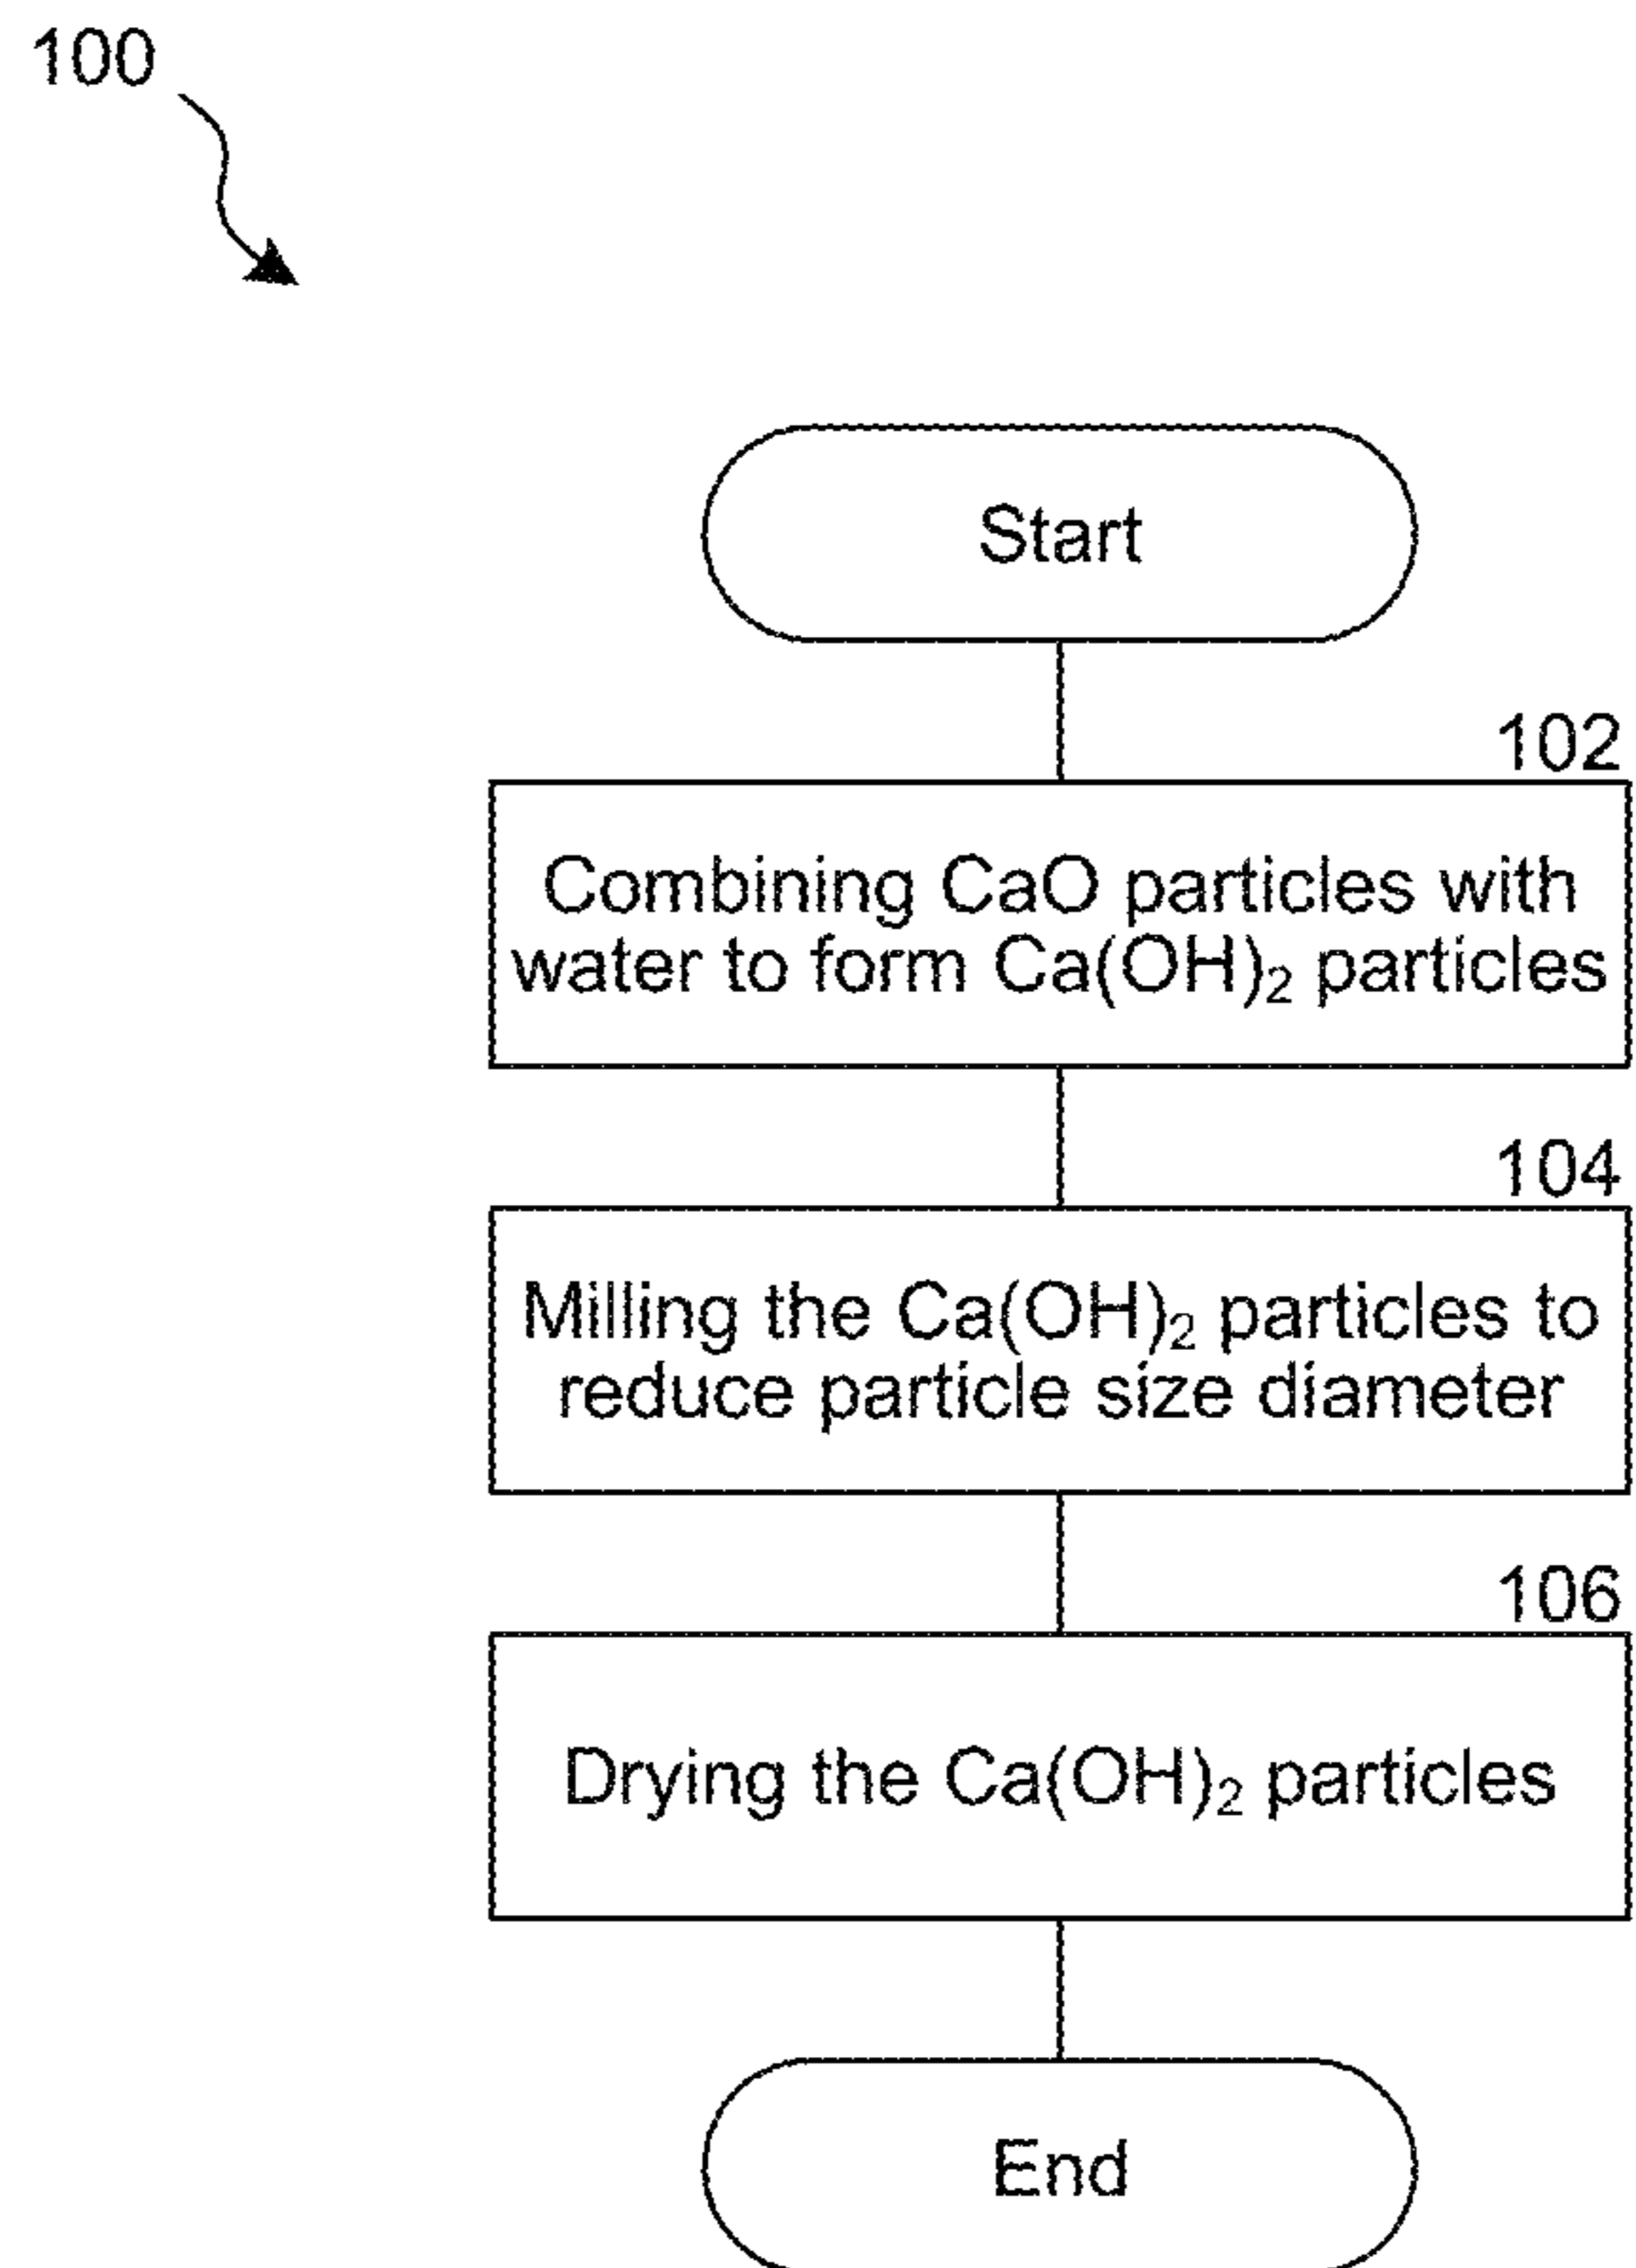 100
Start
102
Combining CaO particles with
water to form Ca(OH)₂ particles
104
Milling the Ca(OH)₂ particles to
reduce particle size diameter
106
Drying the Ca(OH)₂ particles
End